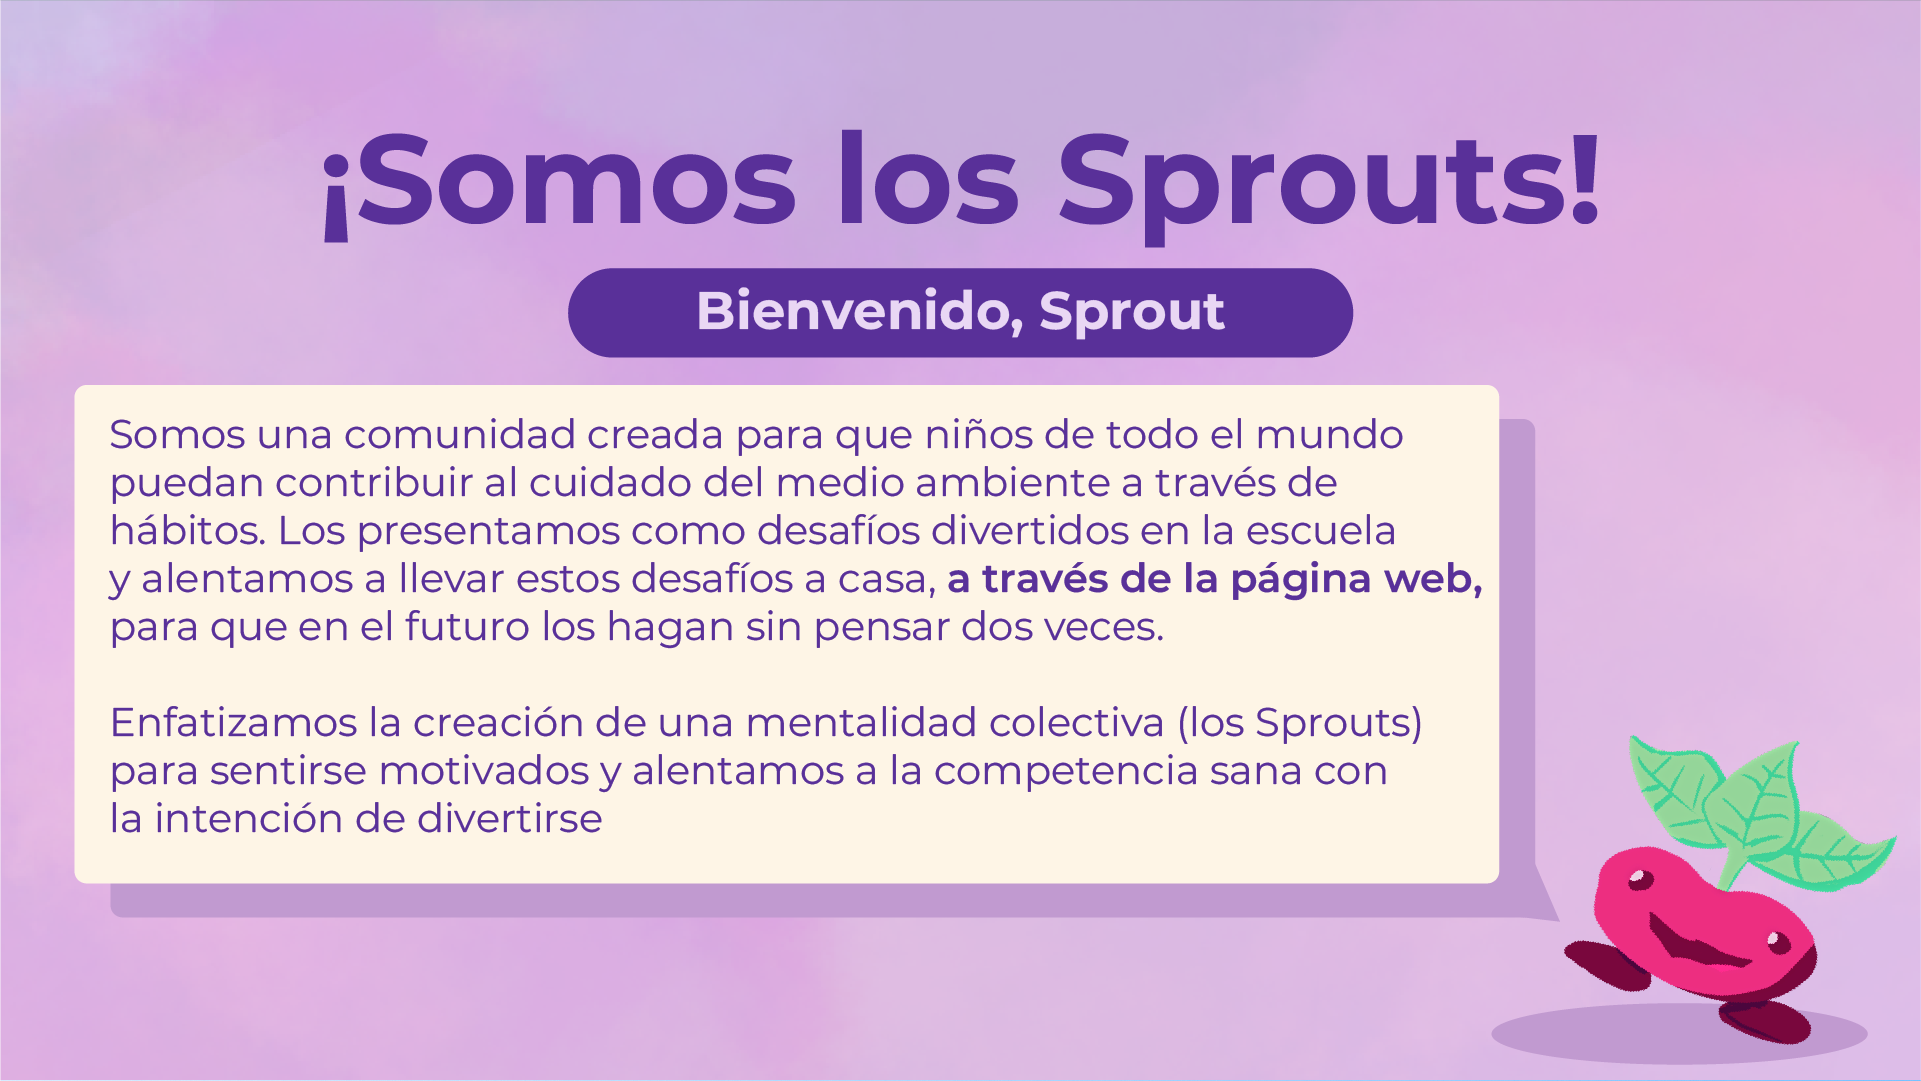 ¡Somos los Sprouts!
Bienvenido, Sprout
Somos una comunidad creada para que niños de todo el mundo
puedan contribuir al cuidado del medio ambiente a través de
hábitos. Los presentamos como desafíos divertidos en la escuela
y alentamos a llevar estos desafíos a casa, a través de la página web,
para que en el futuro los hagan sin pensar dos veces.
Enfatizamos la creación de una mentalidad colectiva (los Sprouts)
para sentirse motivados y alentamos a la competencia sana con
la intención de divertirse